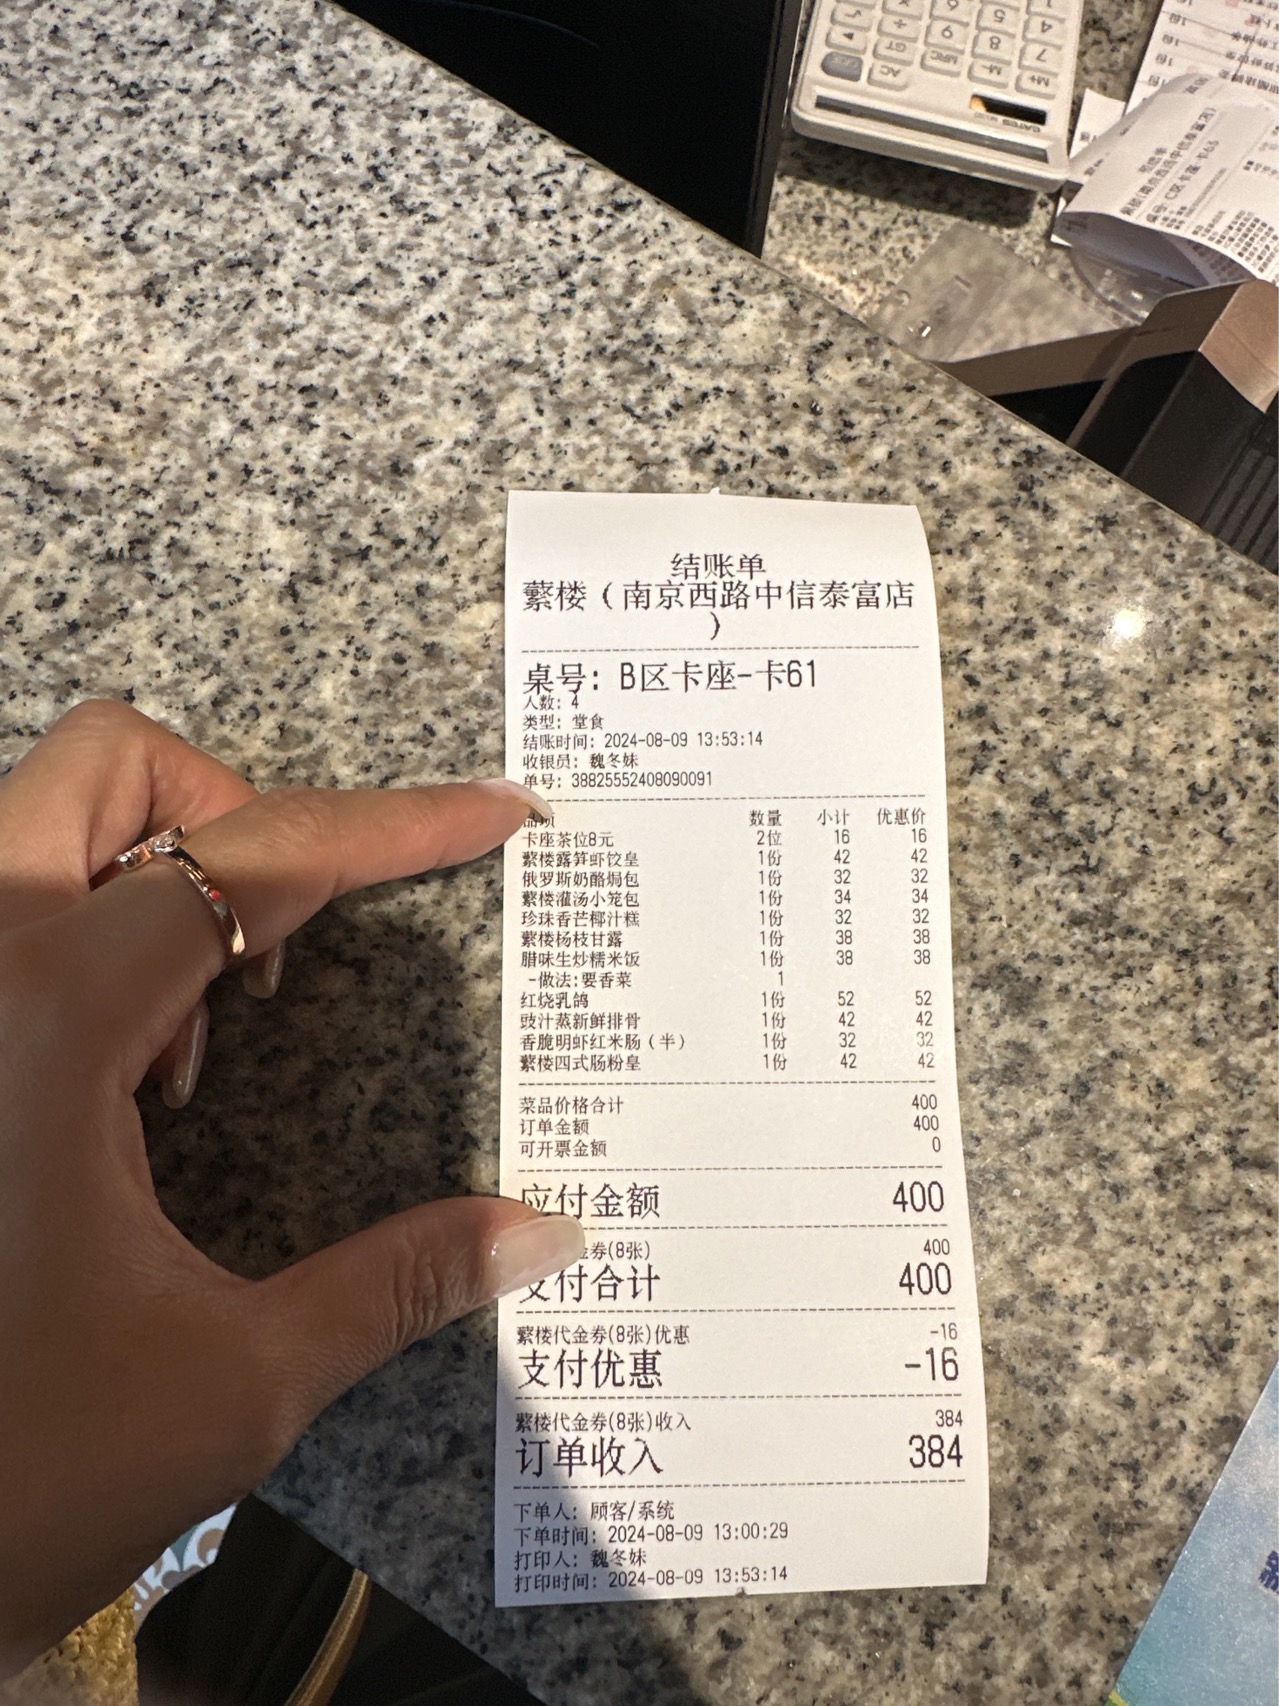 结账单
蘩楼（南京西路中信泰富店
）
桌号: B区卡座-卡61
人数: 4
类型: 堂食
结账时间: 2024-08-09 13:53:14
收银员: 魏冬妹
单号: 38825552408090091
品项 数量 小计 优惠价
卡座茶位8元 2位 16 16
蘩楼露笋虾饺皇 1份 42 42
俄罗斯奶酪焗包 1份 32 32
蘩楼灌汤小笼包 1份 34 34
珍珠香芒椰汁糕 1份 32 32
蘩楼杨枝甘露 1份 38 38
腊味生炒糯米饭 1份 38 38
-做法:要香菜 1
红烧乳鸽 1份 52 52
豉汁蒸新鲜排骨 1份 42 42
香脆明虾红米肠（半） 1份 32 32
蘩楼四式肠粉皇 1份 42 42
菜品价格合计 400
订单金额 400
可开票金额 0
应付金额 400
金券(8张) 400
支付合计 400
蘩楼代金券(8张)优惠 -16
支付优惠 -16
蘩楼代金券(8张)收入 384
订单收入 384
下单人: 顾客/系统
下单时间: 2024-08-09 13:00:29
打印人: 魏冬妹
打印时间: 2024-08-09 13:53:14